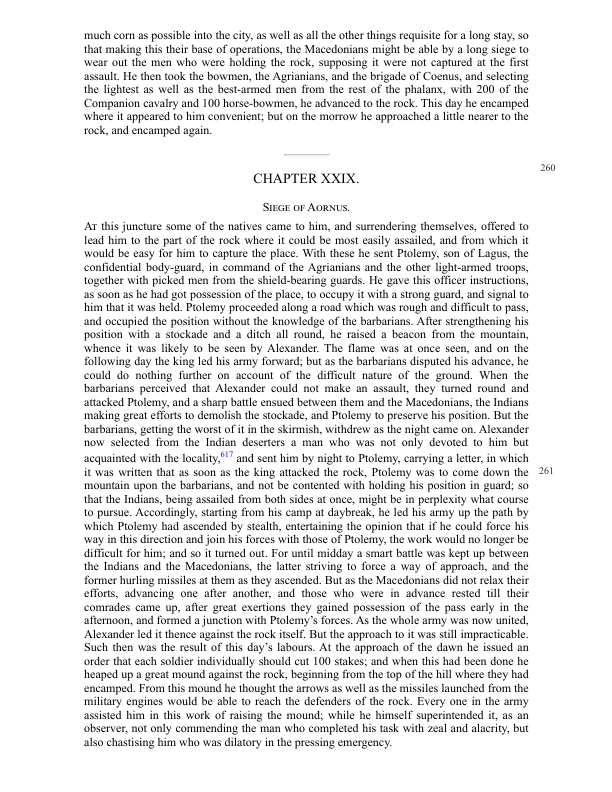 much corn as possible into the city, as well as all the other things requisite for a long stay, so
that making this their base of operations, the Macedonians might be able by a long siege to
wear out the men who were holding the rock, supposing it were not captured at the first
assault. He then took the bowmen, the Agrianians, and the brigade of Coenus, and selecting
the lightest as well as the best-armed men from the rest of the phalanx, with 200 of the
Companion cavalry and 100 horse-bowmen, he advanced to the rock. This day he encamped
where it appeared to him convenient; but on the morrow he approached a little nearer to the
rock, and encamped again.
260
CHAPTER XXIX.
Siege of Aornus.
At this juncture some of the natives came to him, and surrendering themselves, offered to
lead him to the part of the rock where it could be most easily assailed, and from which it
would be easy for him to capture the place. With these he sent Ptolemy, son of Lagus, the
confidential body-guard, in command of the Agrianians and the other light-armed troops,
together with picked men from the shield-bearing guards. He gave this officer instructions,
as soon as he had got possession of the place, to occupy it with a strong guard, and signal to
him that it was held. Ptolemy proceeded along a road which was rough and difficult to pass,
and occupied the position without the knowledge of the barbarians. After strengthening his
position with a stockade and a ditch all round, he raised a beacon from the mountain,
whence it was likely to be seen by Alexander. The flame was at once seen, and on the
following day the king led his army forward; but as the barbarians disputed his advance, he
could do nothing further on account of the difficult nature of the ground. When the
barbarians perceived that Alexander could not make an assault, they turned round and
attacked Ptolemy, and a sharp battle ensued between them and the Macedonians, the Indians
making great efforts to demolish the stockade, and Ptolemy to preserve his position. But the
barbarians, getting the worst of it in the skirmish, withdrew as the night came on. Alexander
now selected from the Indian deserters a man who was not only devoted to him but
acquainted with the locality,617 and sent him by night to Ptolemy, carrying a letter, in which
it was written that as soon as the king attacked the rock, Ptolemy was to come down the 261
mountain upon the barbarians, and not be contented with holding his position in guard; so
that the Indians, being assailed from both sides at once, might be in perplexity what course
to pursue. Accordingly, starting from his camp at daybreak, he led his army up the path by
which Ptolemy had ascended by stealth, entertaining the opinion that if he could force his
way in this direction and join his forces with those of Ptolemy, the work would no longer be
difficult for him; and so it turned out. For until midday a smart battle was kept up between
the Indians and the Macedonians, the latter striving to force a way of approach, and the
former hurling missiles at them as they ascended. But as the Macedonians did not relax their
efforts, advancing one after another, and those who were in advance rested till their
comrades came up, after great exertions they gained possession of the pass early in the
afternoon, and formed a junction with Ptolemy’s forces. As the whole army was now united,
Alexander led it thence against the rock itself. But the approach to it was still impracticable.
Such then was the result of this day’s labours. At the approach of the dawn he issued an
order that each soldier individually should cut 100 stakes; and when this had been done he
heaped up a great mound against the rock, beginning from the top of the hill where they had
encamped. From this mound he thought the arrows as well as the missiles launched from the
military engines would be able to reach the defenders of the rock. Every one in the army
assisted him in this work of raising the mound; while he himself superintended it, as an
observer, not only commending the man who completed his task with zeal and alacrity, but
also chastising him who was dilatory in the pressing emergency.